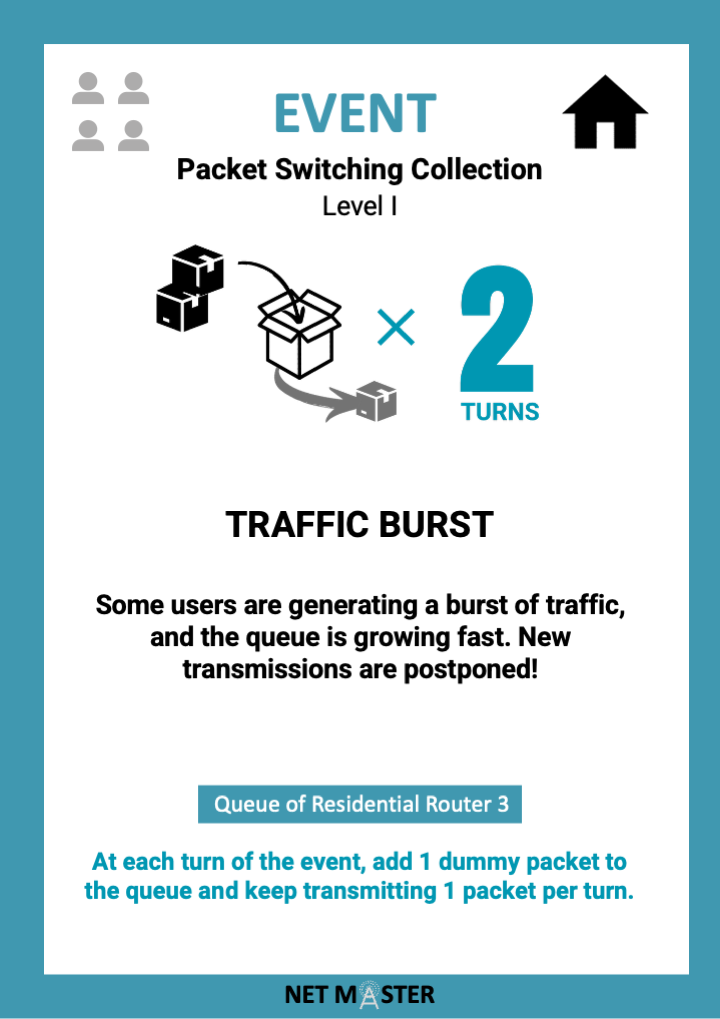 EVENT
Packet Switching Collection
Level I
× 2
TURNS
TRAFFIC BURST
Some users are generating a burst of traffic,
and the queue is growing fast. New
transmissions are postponed!
Queue of Residential Router 3
At each turn of the event, add 1 dummy packet to
the queue and keep transmitting 1 packet per turn.
NET MASTER